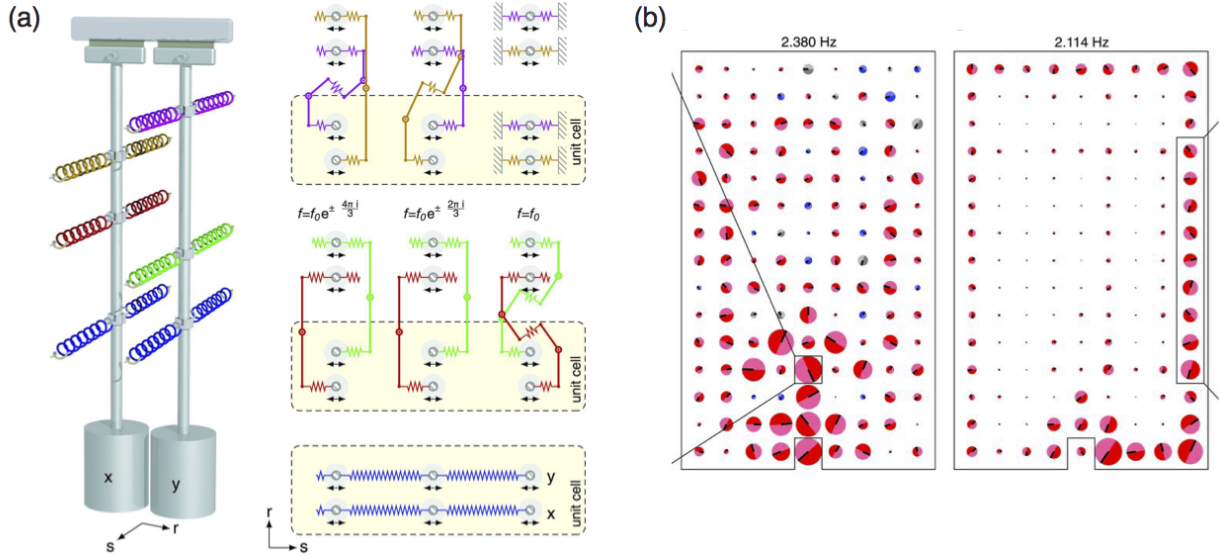 (a)
x
y
s
r
unit cell
f=f₀e± 4πi/3
f=f₀e± 2πi/3
f=f₀
unit cell
y
x
unit cell
r
s
(b)
2.380 Hz
2.114 Hz